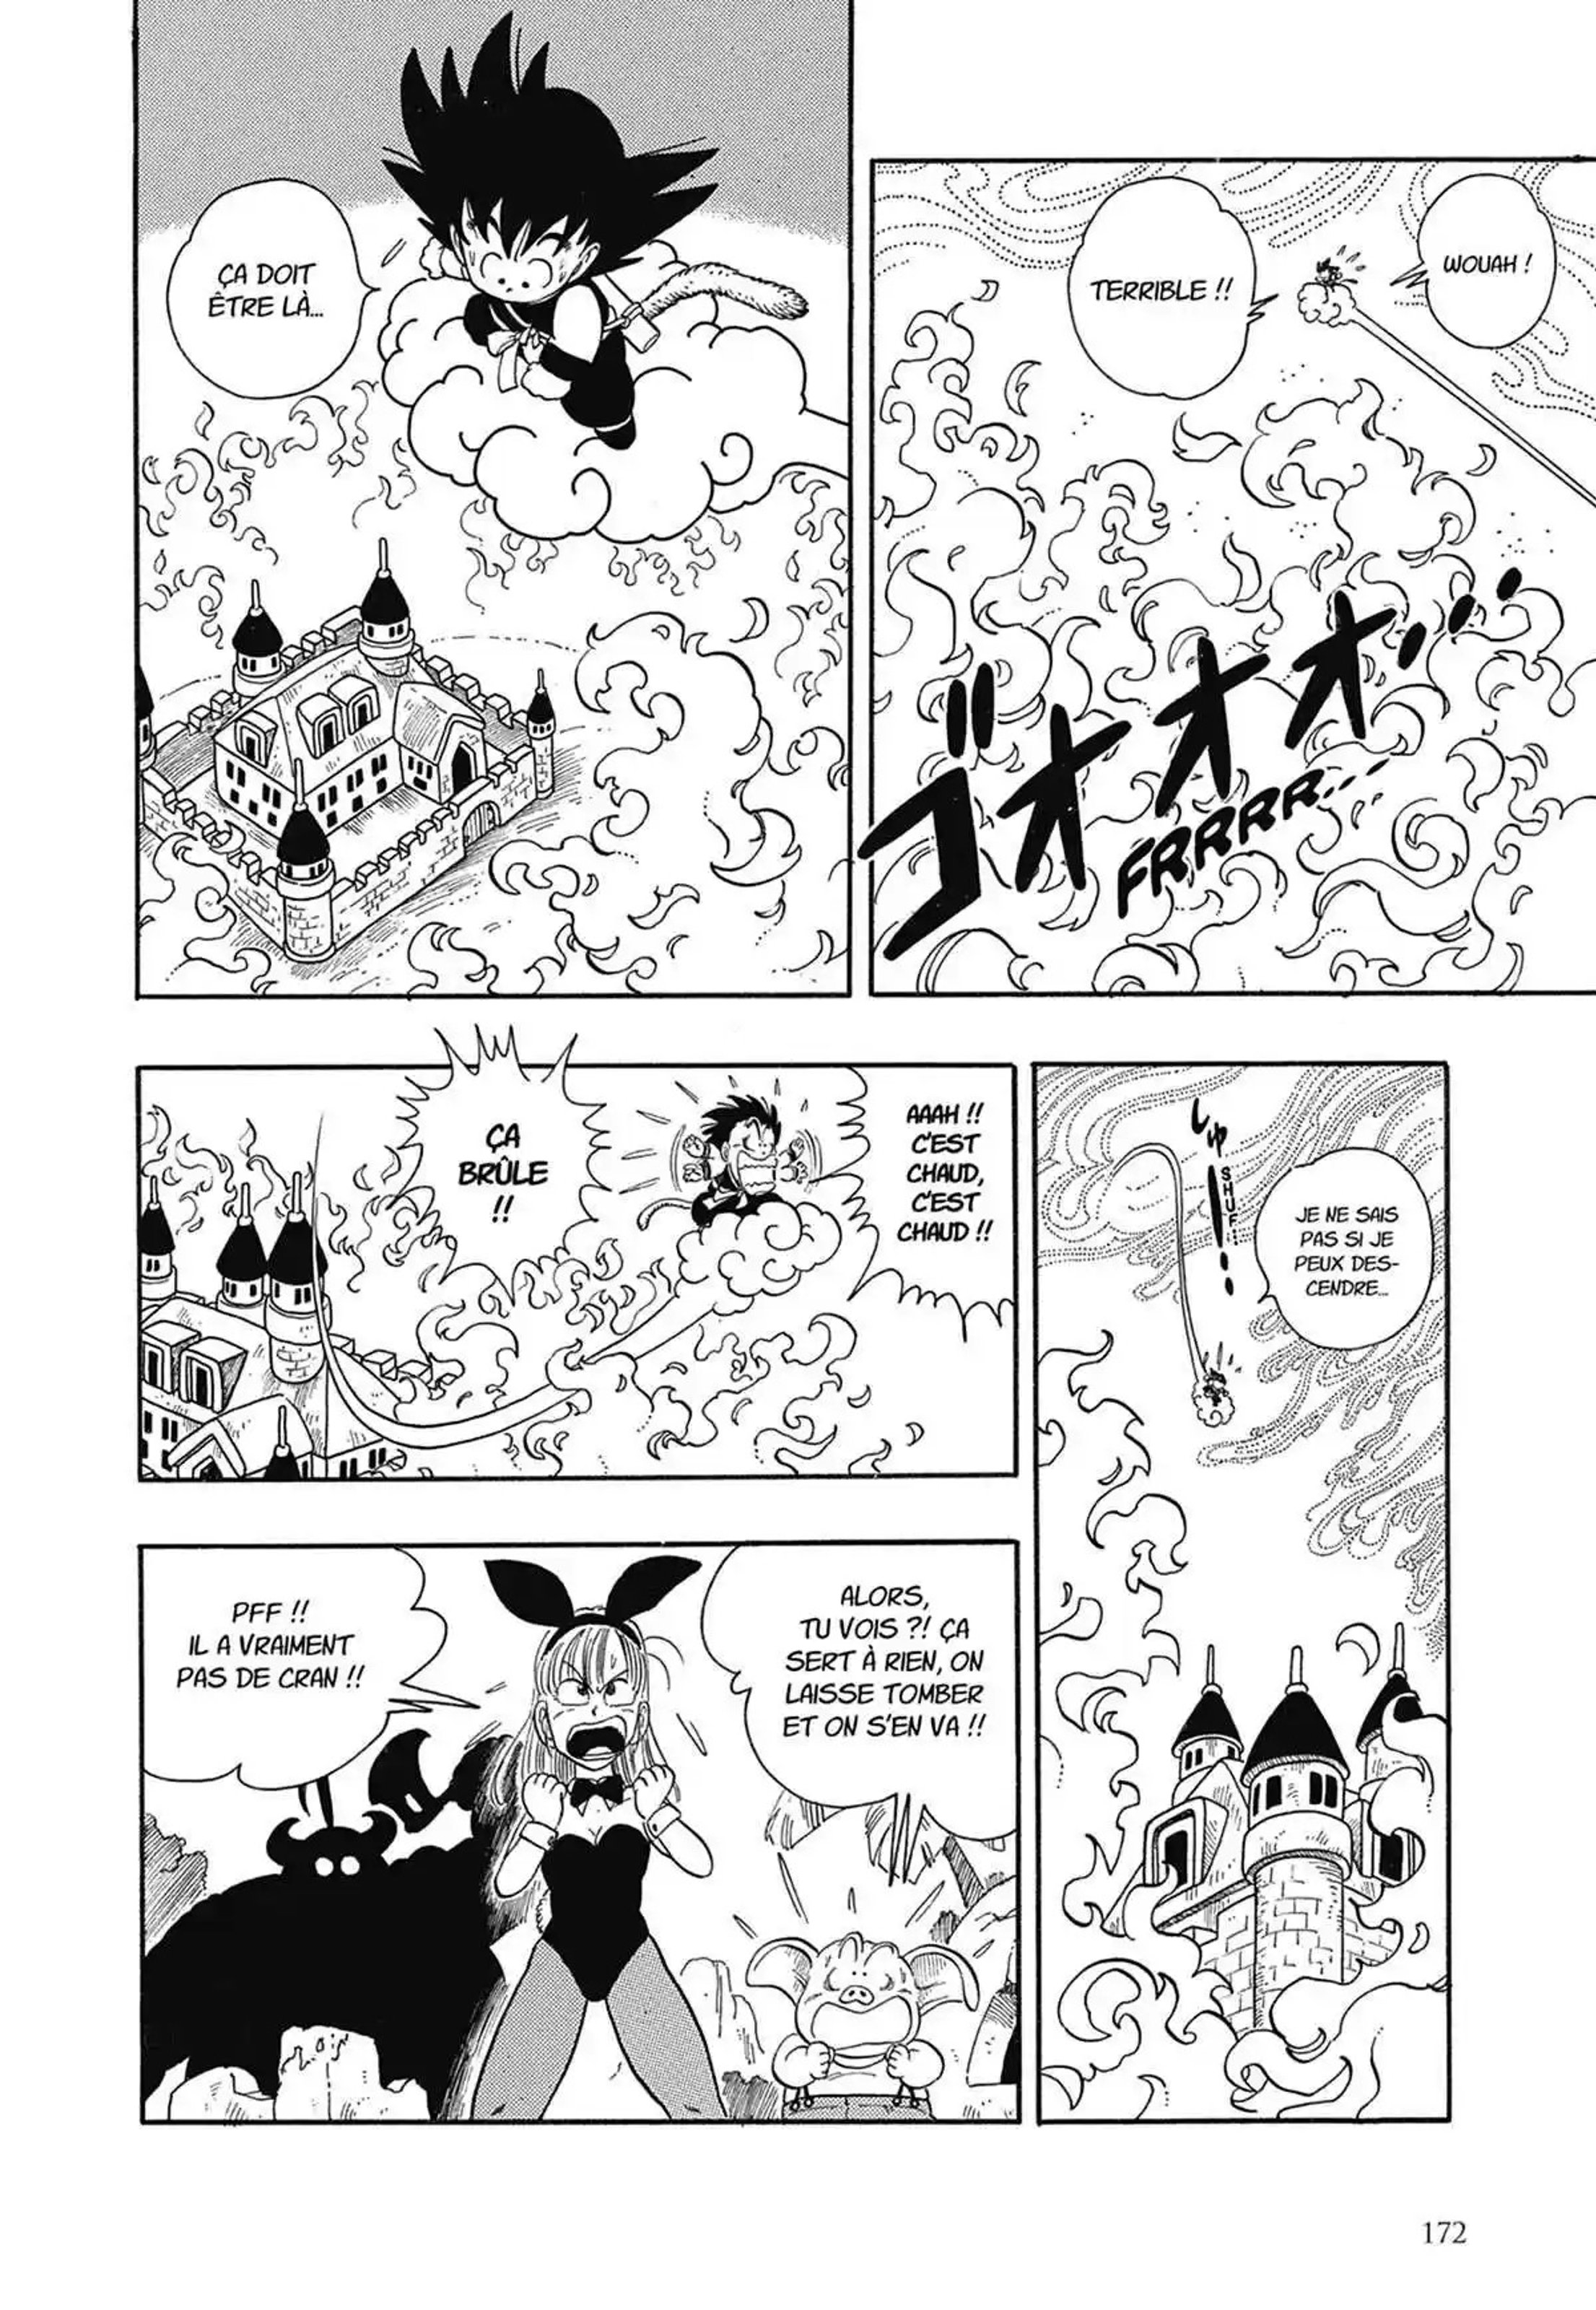 WOUAH !
TERRIBLE !!
ゴオオオ・・・
FRRRR...
ÇA DOIT
ÊTRE LÀ...
JE NE SAIS
PAS SI JE
PEUX DES-
CENDRE...
しゅ
SHUF!
AAAH !!
C'EST
CHAUD,
C'EST
CHAUD !!
ÇA
BRÛLE
!!
ALORS,
TU VOIS ?! ÇA
SERT À RIEN, ON
LAISSE TOMBER
ET ON S'EN VA !!
PFF !!
IL A VRAIMENT
PAS DE CRAN !!
172